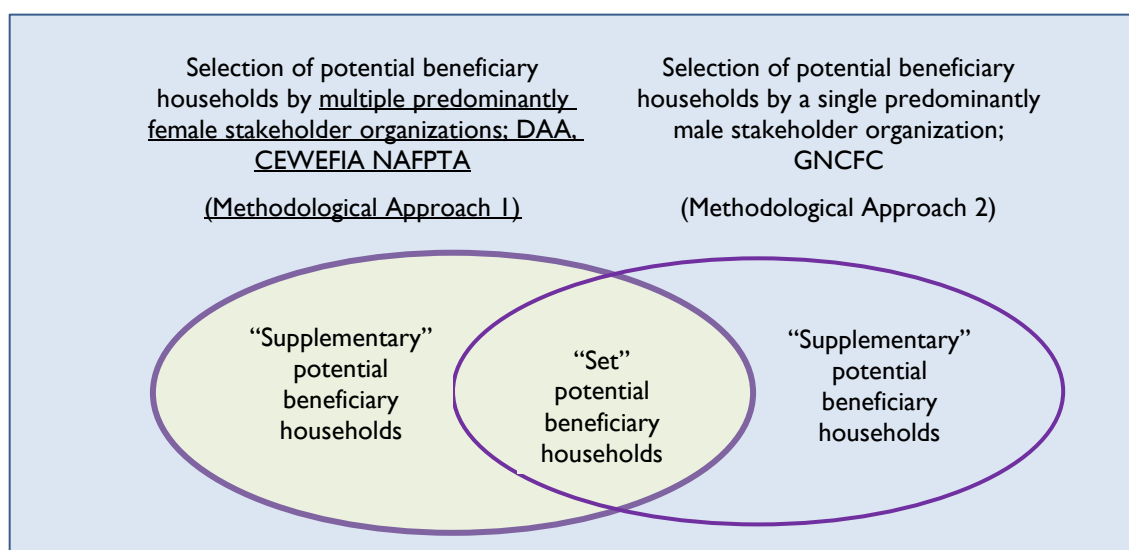 Selection of potential beneficiary
households by multiple predominantly
female stakeholder organizations; DAA,
CEWEFIA NAFPTA
(Methodological Approach 1)
Selection of potential beneficiary
households by a single predominantly
male stakeholder organization;
GNCFC
(Methodological Approach 2)
“Supplementary”
potential
beneficiary
households
“Set”
potential
beneficiary
households
“Supplementary”
potential
beneficiary
households